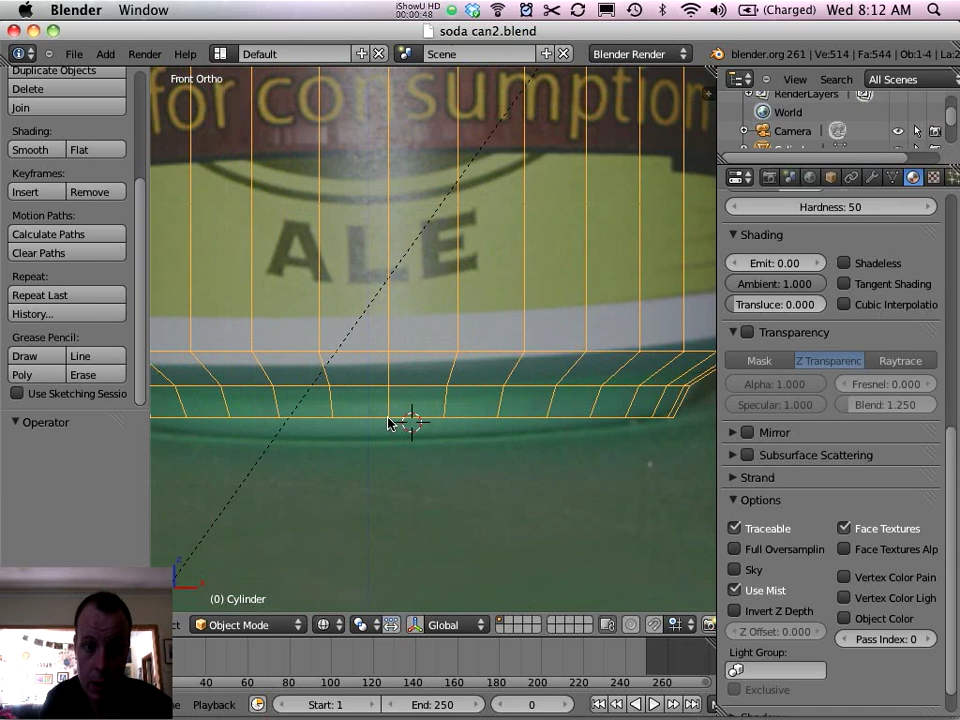 Blender Window
iShowU HD
00:00:48
(Charged) Wed 8:12 AM
soda can2.blend
File Add Render Help
Default
Scene
Blender Render
blender.org 261 | Ve:514 | Fa:544 | Ob:1-4 | La:2
Duplicate Objects
Delete
Join
Shading:
Smooth Flat
Keyframes:
Insert Remove
Motion Paths:
Calculate Paths
Clear Paths
Repeat:
Repeat Last
History...
Grease Pencil:
Draw Line
Poly Erase
Use Sketching Sessio
Operator
Front Ortho
for consumption
ALE
(0) Cylinder
z
x
View Search All Scenes
RenderLayers
World
Camera
Hardness: 50
Shading
Emit: 0.00
Shadeless
Ambient: 1.000
Tangent Shading
Transluce: 0.000
Cubic Interpolatio
Transparency
Mask Z Transparenc Raytrace
Alpha: 1.000
Fresnel: 0.000
Specular: 1.000
Blend: 1.250
Mirror
Subsurface Scattering
Strand
Options
Traceable
Face Textures
Full Oversamplin
Face Textures Alp
Sky
Vertex Color Pain
Use Mist
Vertex Color Ligh
Invert Z Depth
Object Color
Z Offset: 0.000
Pass Index: 0
Light Group:
Exclusive
ct
Object Mode
Global
40 60 80 100 120 140 160 180 200 220 240 260
Playback
Start: 1
End: 250
0